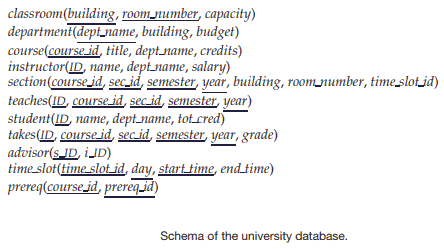 classroom(building, room_number, capacity)
department(dept_name, building, budget)
course(course_id, title, dept_name, credits)
instructor(ID, name, dept_name, salary)
section(course_id, sec_id, semester, year, building, room_number, time_slot_id)
teaches(ID, course_id, sec_id, semester, year)
student(ID, name, dept_name, tot_cred)
takes(ID, course_id, sec_id, semester, year, grade)
advisor(s_ID, i_ID)
time_slot(time_slot_id, day, start_time, end_time)
prereq(course_id, prereq_id)
Schema of the university database.